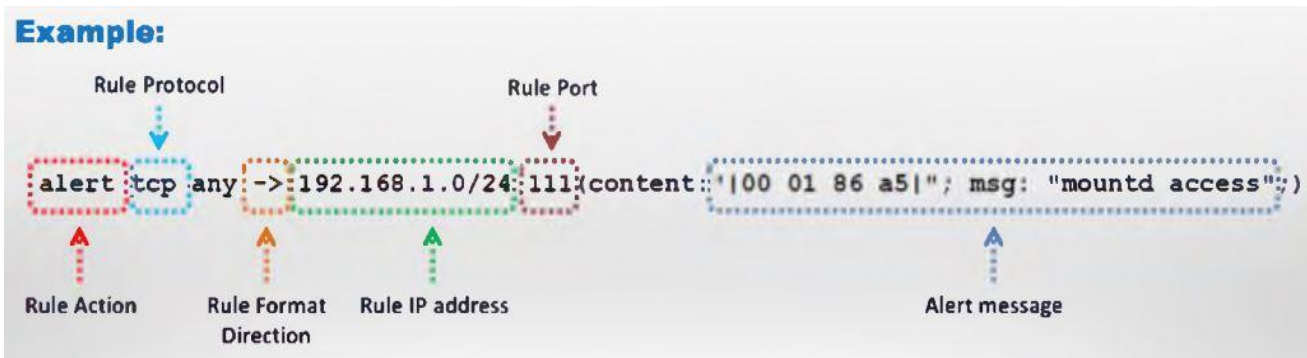 Example:
Rule Protocol Rule Port
alert tcp any -> 192.168.1.0/24 111(content:"|00 01 86 a5|"; msg: "mountd access";)
Rule Action Rule Format Rule IP address Alert message
Direction